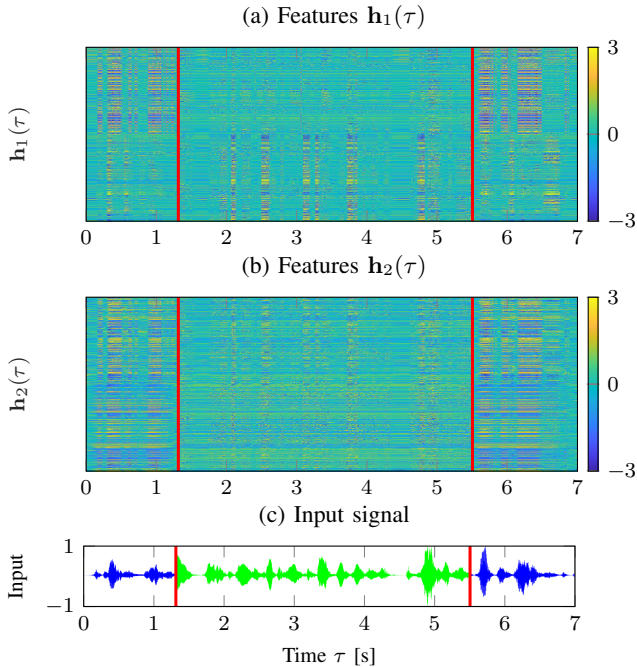 (a) Features h₁(τ)
h₁(τ)
3
0
−3
0 1 2 3 4 5 6 7
(b) Features h₂(τ)
h₂(τ)
3
0
−3
0 1 2 3 4 5 6 7
(c) Input signal
Input
1
−1
0 1 2 3 4 5 6 7
Time τ [s]